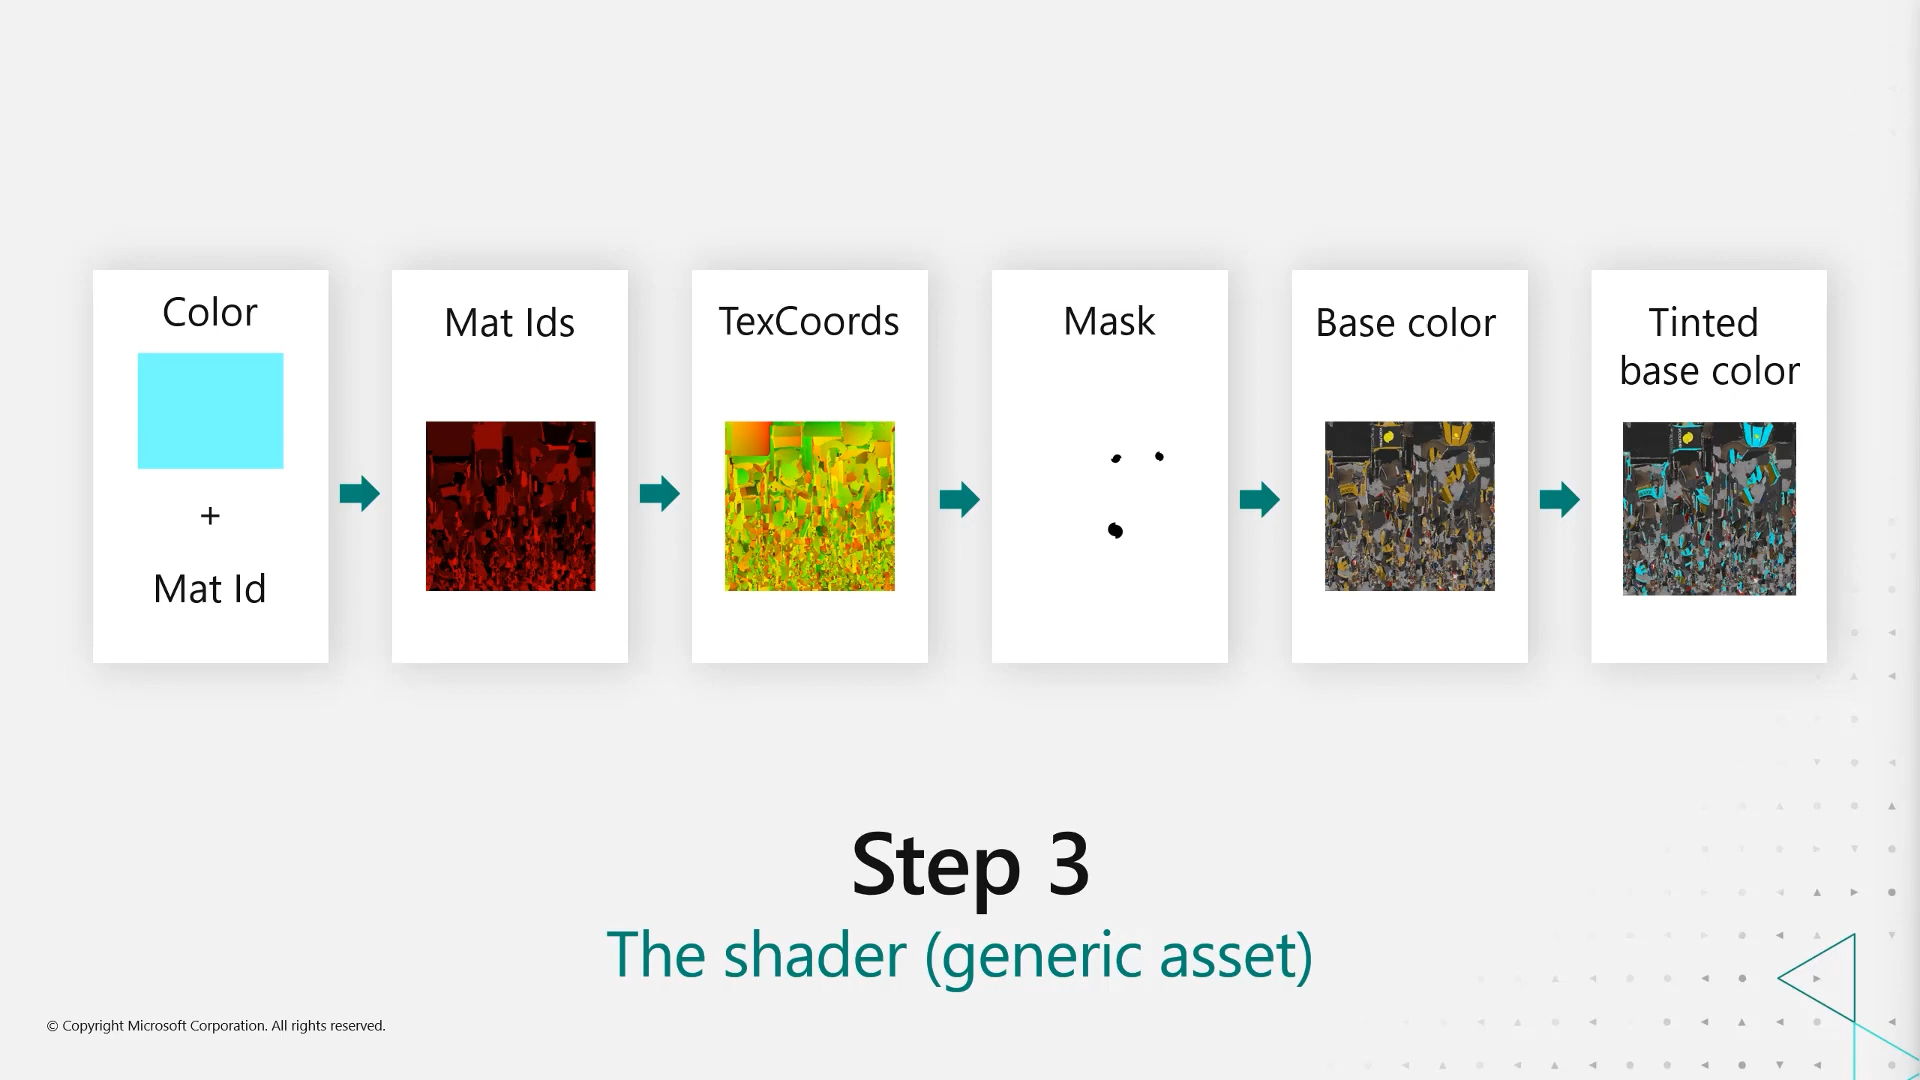 Color
+
Mat Id
Mat Ids
TexCoords
Mask
Base color
Tinted
base color
Step 3
The shader (generic asset)
© Copyright Microsoft Corporation. All rights reserved.